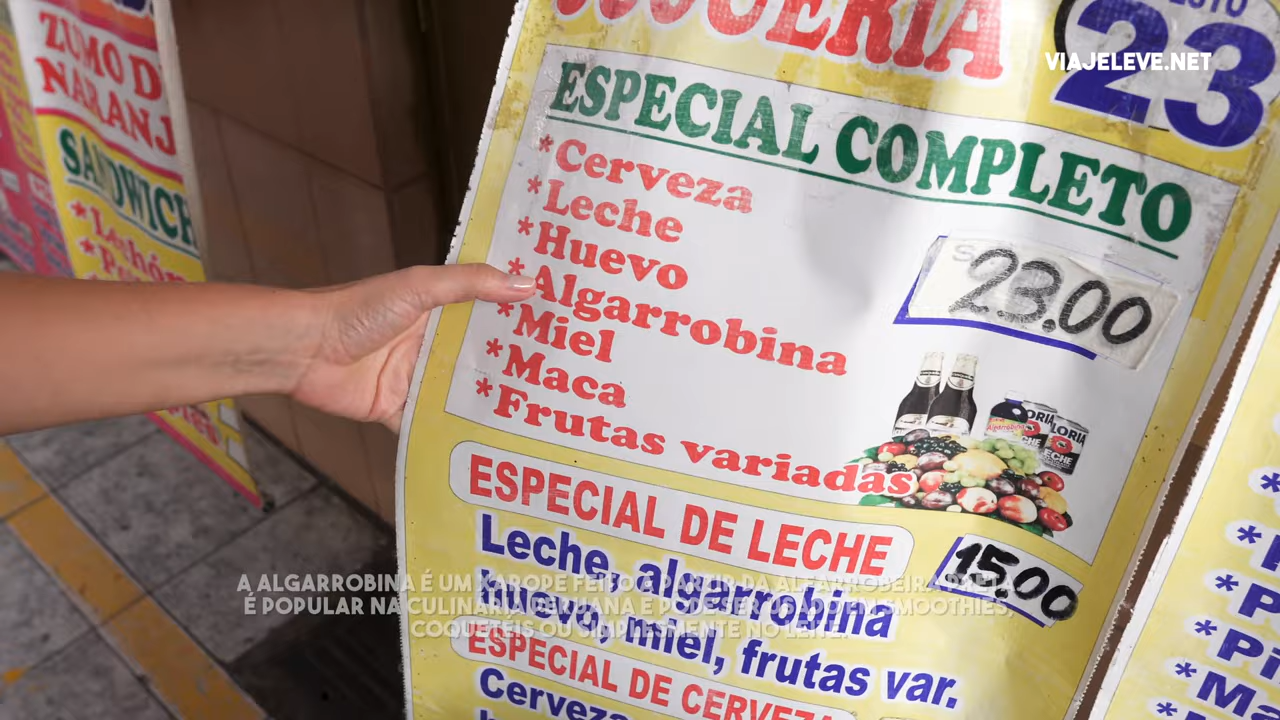 VIAJELEVE.NET
23
ESPECIAL COMPLETO
*Cerveza
*Leche
*Huevo
*Algarrobina
*Miel
*Maca
*Frutas variadas
S/ 23.00
ESPECIAL DE LECHE
Leche, algarrobina
huevo, miel, frutas var.
15.00
ESPECIAL DE CERVEZA
Cerveza
ZUMO D
NARANJ
SANDWICH
*Lechón
A ALGARROBINA É UM XAROPE FEITO A PARTIR DA ALFARROBEIRA PRETA.
É POPULAR NA CULINÁRIA PERUANA E PODE SER USADO EM SMOOTHIES,
COQUETÉIS OU SIMPLESMENTE NO LEITE.